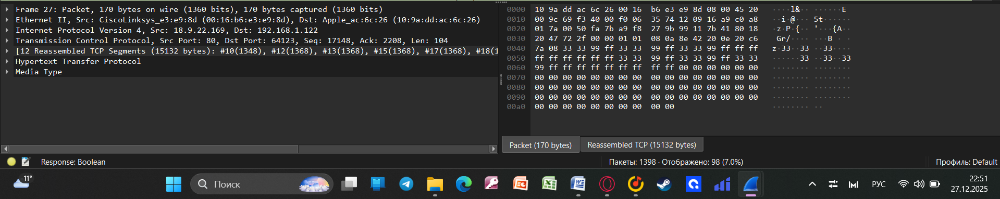 Frame 27: Packet, 170 bytes on wire (1360 bits), 170 bytes captured (1360 bits)
Ethernet II, Src: CiscoLinksys_e3:e9:8d (00:16:b6:e3:e9:8d), Dst: Apple_ac:6c:26 (10:9a:dd:ac:6c:26)
Internet Protocol Version 4, Src: 18.9.22.169, Dst: 192.168.1.122
Transmission Control Protocol, Src Port: 80, Dst Port: 64123, Seq: 17148, Ack: 2208, Len: 104
[12 Reassembled TCP Segments (15132 bytes): #10(1348), #12(1368), #13(1368), #15(1368), #17(1368), #18(1
Hypertext Transfer Protocol
Media Type
0000 10 9a dd ac 6c 26 00 16 b6 e3 e9 8d 08 00 45 20 ····l&·· ······E
0010 00 9c 69 f3 40 00 f0 06 35 74 12 09 16 a9 c0 a8 ··i·@··· 5t······
0020 01 7a 00 50 fa 7b a9 f8 27 9b 99 11 7b 41 80 18 ·z·P·{·· '···{A··
0030 20 47 72 2f 00 00 01 01 08 0a 8e 42 20 0e 20 c6 Gr/···· ···B · ·
0040 7a 08 33 33 99 ff 33 33 99 ff 33 33 99 ff ff ff z·33··33 ··33····
0050 ff ff ff ff ff ff 33 33 99 ff 33 33 99 ff 33 33 ······33 ··33··33
0060 99 ff ff ff ff ff ff ff ff ff 00 00 00 00 00 00 ········ ········
0070 00 00 00 00 00 00 00 00 00 00 00 00 00 00 00 00 ········ ········
0080 00 00 00 00 00 00 00 00 00 00 00 00 00 00 00 00 ········ ········
0090 00 00 00 00 00 00 00 00 00 00 00 00 00 00 00 00 ········ ········
00a0 00 00 00 00 00 00 00 00 00 00 ········ ··
Packet (170 bytes) Reassembled TCP (15132 bytes)
Response: Boolean
Пакеты: 1398 · Отображено: 98 (7.0%)
Профиль: Default
-11°
Поиск
РУС
22:51
27.12.2025